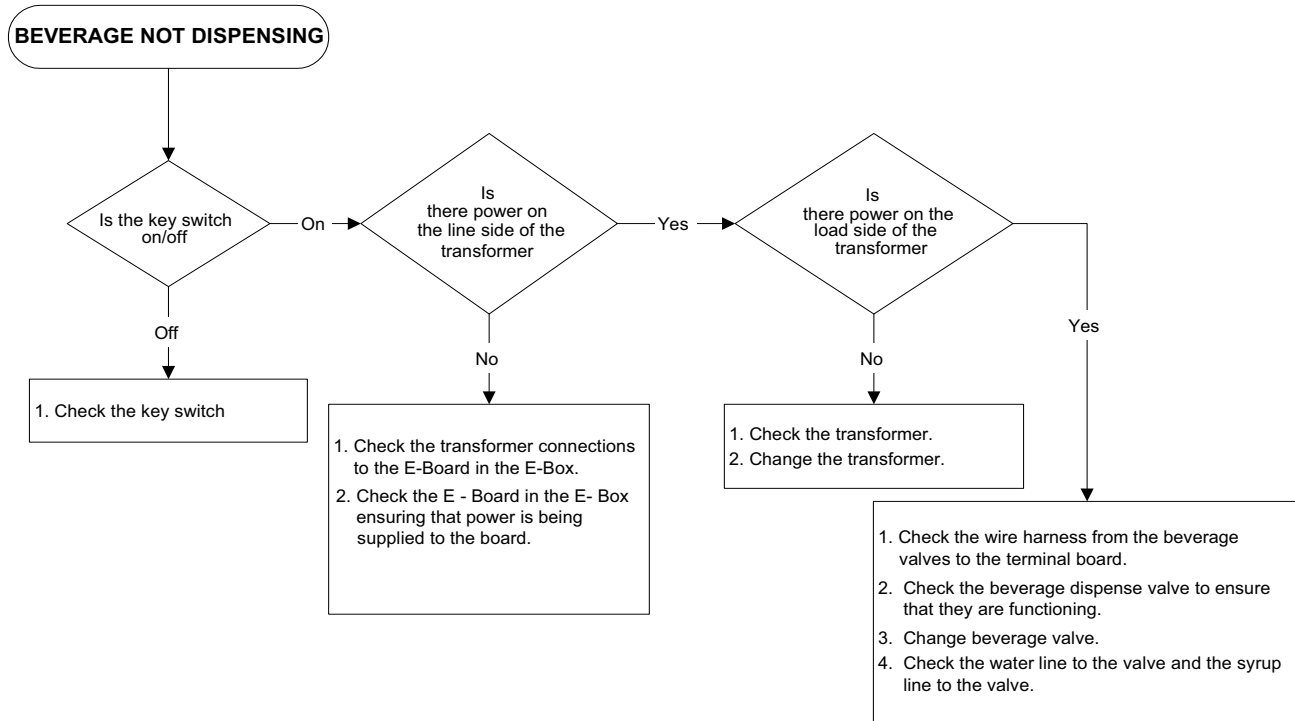 BEVERAGE NOT DISPENSING
Is the key switch
on/off
On
Off
1. Check the key switch
Is
there power on
the line side of the
transformer
Yes
No
1. Check the transformer connections
to the E-Board in the E-Box.
2. Check the E - Board in the E- Box
ensuring that power is being
supplied to the board.
Is
there power on the
load side of the
transformer
No
1. Check the transformer.
2. Change the transformer.
Yes
1. Check the wire harness from the beverage
valves to the terminal board.
2. Check the beverage dispense valve to ensure
that they are functioning.
3. Change beverage valve.
4. Check the water line to the valve and the syrup
line to the valve.